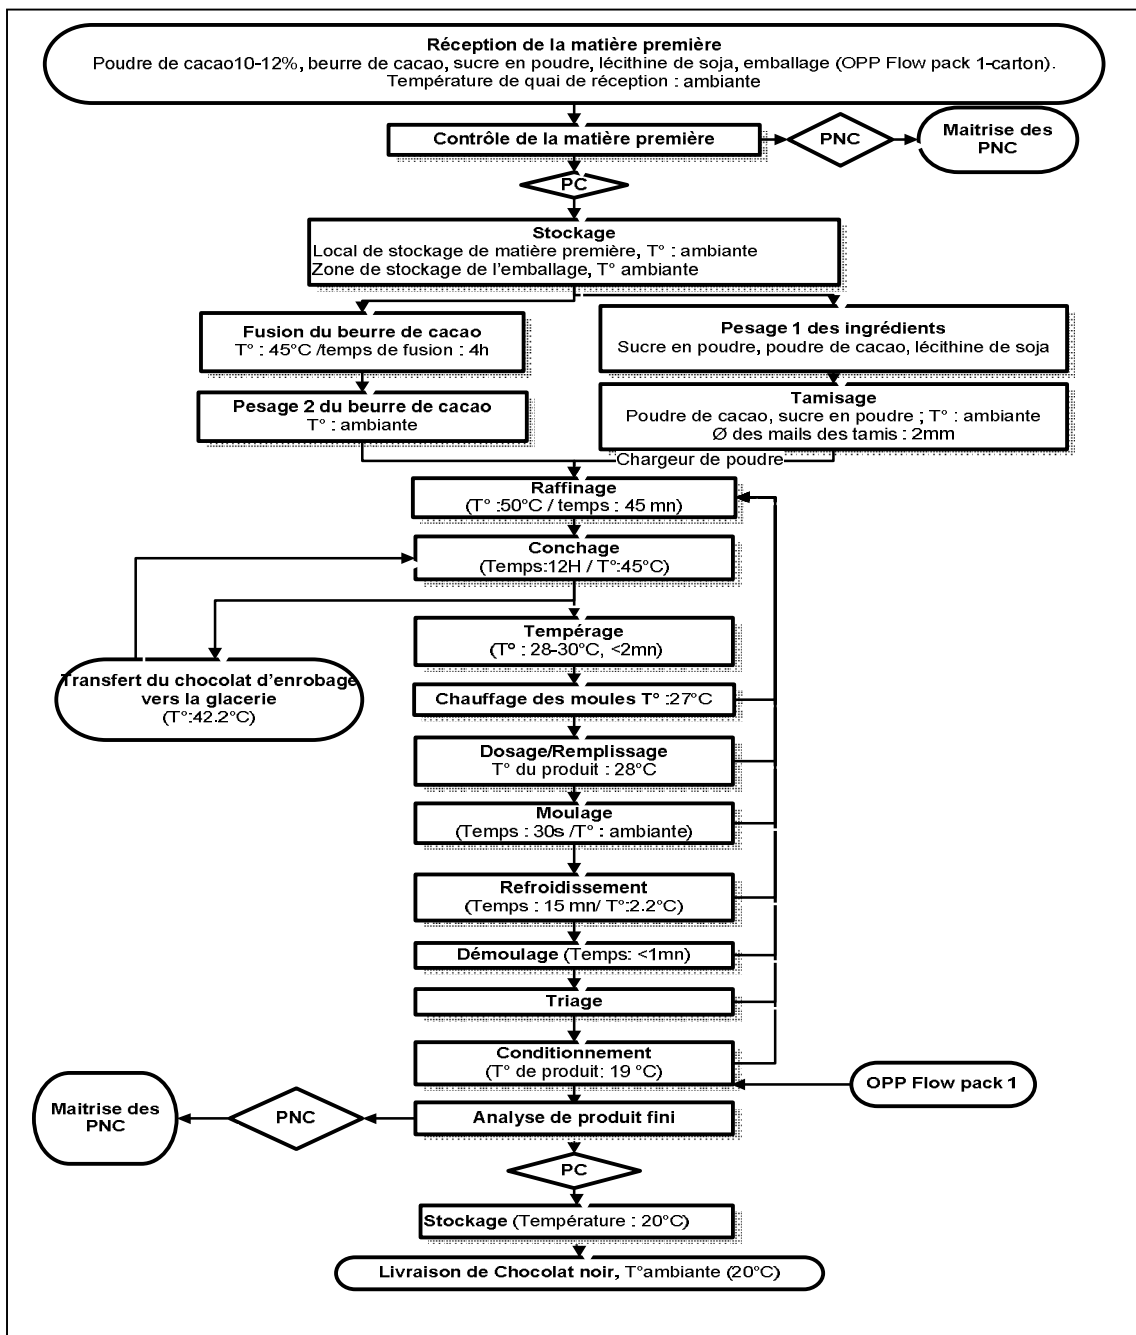 Réception de la matière première
Poudre de cacao10-12%, beurre de cacao, sucre en poudre, lécithine de soja, emballage (OPP Flow pack 1-carton).
Température de quai de réception : ambiante
Contrôle de la matière première
PNC
Maitrise des
PNC
PC
Stockage
Local de stockage de matière première, T° : ambiante
Zone de stockage de l'emballage, T° ambiante
Fusion du beurre de cacao
T° : 45°C /temps de fusion : 4h
Pesage 1 des ingrédients
Sucre en poudre, poudre de cacao, lécithine de soja
Pesage 2 du beurre de cacao
T° : ambiante
Tamisage
Poudre de cacao, sucre en poudre ; T° : ambiante
Ø des mails des tamis : 2mm
Chargeur de poudre
Raffinage
(T° :50°C / temps : 45 mn)
Conchage
(Temps:12H / T°:45°C)
Tempérage
(T° : 28-30°C, <2mn)
Transfert du chocolat d'enrobage
vers la glacerie
(T°:42.2°C)
Chauffage des moules T° :27°C
Dosage/Remplissage
T° du produit : 28°C
Moulage
(Temps : 30s /T° : ambiante)
Refroidissement
(Temps : 15 mn/ T°:2.2°C)
Démoulage (Temps: <1mn)
Triage
Conditionnement
(T° de produit: 19 °C)
OPP Flow pack 1
Analyse de produit fini
PNC
Maitrise des
PNC
PC
Stockage (Température : 20°C)
Livraison de Chocolat noir, T°ambiante (20°C)